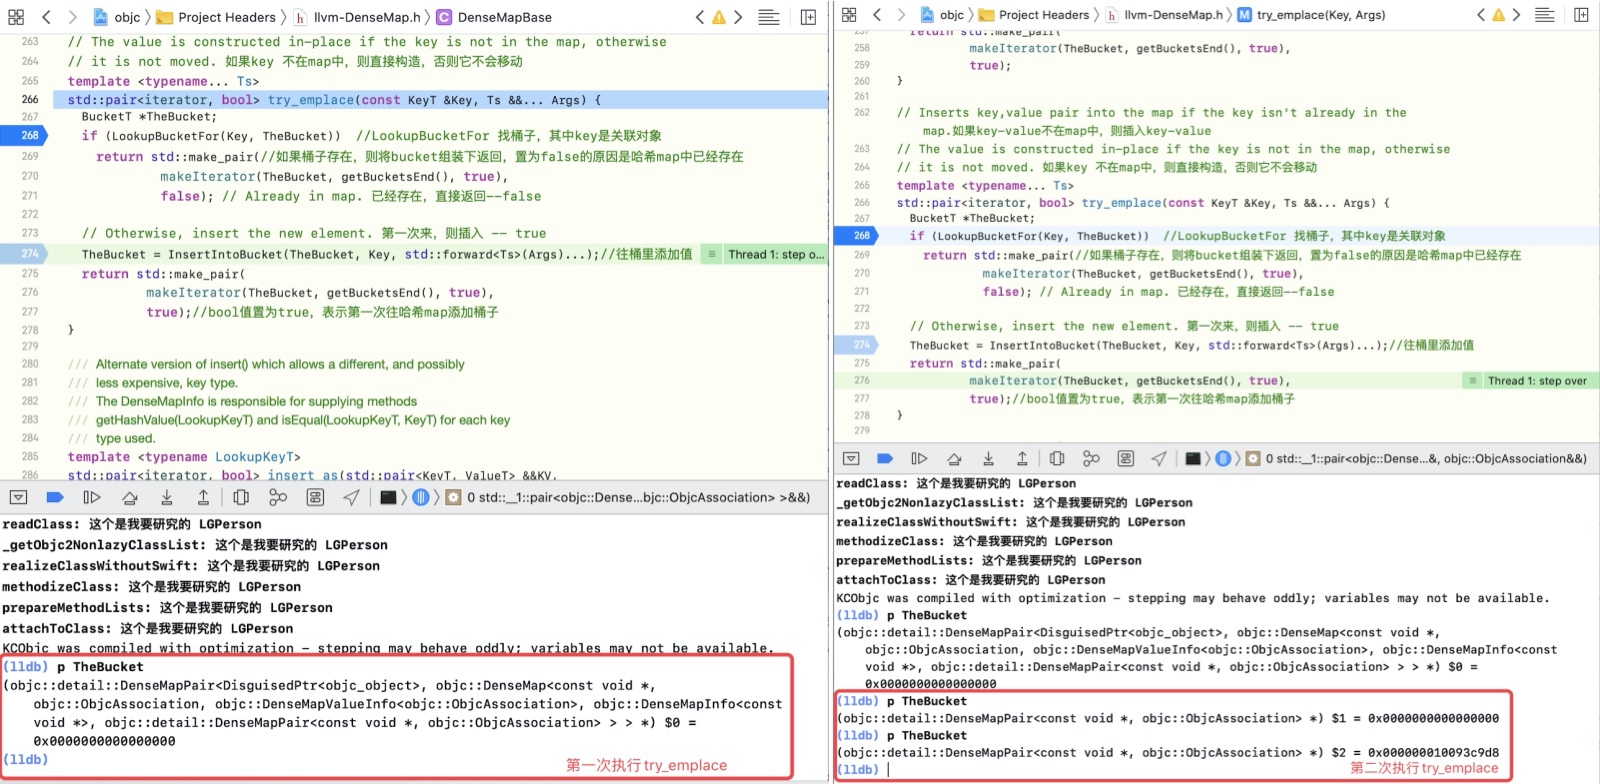 objc 〉 Project Headers 〉 llvm-DenseMap.h 〉 C DenseMapBase
263 // The value is constructed in-place if the key is not in the map, otherwise
264 // it is not moved. 如果key 不在map中，则直接构造，否则它不会移动
265 template <typename... Ts>
266 std::pair<iterator, bool> try_emplace(const KeyT &Key, Ts &&... Args) {
267 BucketT *TheBucket;
268 if (LookupBucketFor(Key, TheBucket)) //LookupBucketFor 找桶子，其中key是关联对象
269 return std::make_pair(//如果桶子存在，则将bucket组装下返回，置为false的原因是哈希map中已经存在
270 makeIterator(TheBucket, getBucketsEnd(), true),
271 false); // Already in map. 已经存在，直接返回--false
272
273 // Otherwise, insert the new element. 第一次来，则插入 -- true
274 TheBucket = InsertIntoBucket(TheBucket, Key, std::forward<Ts>(Args)...);//往桶里添加值 Thread 1: step o...
275 return std::make_pair(
276 makeIterator(TheBucket, getBucketsEnd(), true),
277 true);//bool值置为true，表示第一次往哈希map添加桶子
278 }
279
280 /// Alternate version of insert() which allows a different, and possibly
281 /// less expensive, key type.
282 /// The DenseMapInfo is responsible for supplying methods
283 /// getHashValue(LookupKeyT) and isEqual(LookupKeyT, KeyT) for each key
284 /// type used.
285 template <typename LookupKeyT>
286 std::pair<iterator, bool> insert_as(std::pair<KeyT, ValueT> &&KV,
0 std::__1::pair<objc::Dense...bjc::ObjcAssociation> >&&)
readClass: 这个是我要研究的 LGPerson
_getObjc2NonlazyClassList: 这个是我要研究的 LGPerson
realizeClassWithoutSwift: 这个是我要研究的 LGPerson
methodizeClass: 这个是我要研究的 LGPerson
prepareMethodLists: 这个是我要研究的 LGPerson
attachToClass: 这个是我要研究的 LGPerson
KCObjc was compiled with optimization - stepping may behave oddly; variables may not be available.
(lldb) p TheBucket
(objc::detail::DenseMapPair<DisguisedPtr<objc_object>, objc::DenseMap<const void *,
objc::ObjcAssociation, objc::DenseMapValueInfo<objc::ObjcAssociation>, objc::DenseMapInfo<const
void *>, objc::detail::DenseMapPair<const void *, objc::ObjcAssociation> > > *) $0 =
0x0000000000000000
(lldb)
第一次执行try_emplace
objc 〉 Project Headers 〉 llvm-DenseMap.h 〉 M try_emplace(Key, Args)
257 return std::make_pair(
258 makeIterator(TheBucket, getBucketsEnd(), true),
259 true);
260 }
261
262 // Inserts key,value pair into the map if the key isn't already in the
map.如果key-value不在map中，则插入key-value
263 // The value is constructed in-place if the key is not in the map, otherwise
264 // it is not moved. 如果key 不在map中，则直接构造，否则它不会移动
265 template <typename... Ts>
266 std::pair<iterator, bool> try_emplace(const KeyT &Key, Ts &&... Args) {
267 BucketT *TheBucket;
268 if (LookupBucketFor(Key, TheBucket)) //LookupBucketFor 找桶子，其中key是关联对象
269 return std::make_pair(//如果桶子存在，则将bucket组装下返回，置为false的原因是哈希map中已经存在
270 makeIterator(TheBucket, getBucketsEnd(), true),
271 false); // Already in map. 已经存在，直接返回--false
272
273 // Otherwise, insert the new element. 第一次来，则插入 -- true
274 TheBucket = InsertIntoBucket(TheBucket, Key, std::forward<Ts>(Args)...);//往桶里添加值
275 return std::make_pair(
276 makeIterator(TheBucket, getBucketsEnd(), true), Thread 1: step over
277 true);//bool值置为true，表示第一次往哈希map添加桶子
278 }
279
0 std::__1::pair<objc::Dense...&, objc::ObjcAssociation&&)
readClass: 这个是我要研究的 LGPerson
_getObjc2NonlazyClassList: 这个是我要研究的 LGPerson
realizeClassWithoutSwift: 这个是我要研究的 LGPerson
methodizeClass: 这个是我要研究的 LGPerson
prepareMethodLists: 这个是我要研究的 LGPerson
attachToClass: 这个是我要研究的 LGPerson
KCObjc was compiled with optimization - stepping may behave oddly; variables may not be available.
(lldb) p TheBucket
(objc::detail::DenseMapPair<DisguisedPtr<objc_object>, objc::DenseMap<const void *,
objc::ObjcAssociation, objc::DenseMapValueInfo<objc::ObjcAssociation>, objc::DenseMapInfo<const
void *>, objc::detail::DenseMapPair<const void *, objc::ObjcAssociation> > > *) $0 =
0x0000000000000000
(lldb) p TheBucket
(objc::detail::DenseMapPair<const void *, objc::ObjcAssociation> *) $1 = 0x0000000000000000
(lldb) p TheBucket
(objc::detail::DenseMapPair<const void *, objc::ObjcAssociation> *) $2 = 0x000000010093c9d8
(lldb)
第二次执行try_emplace